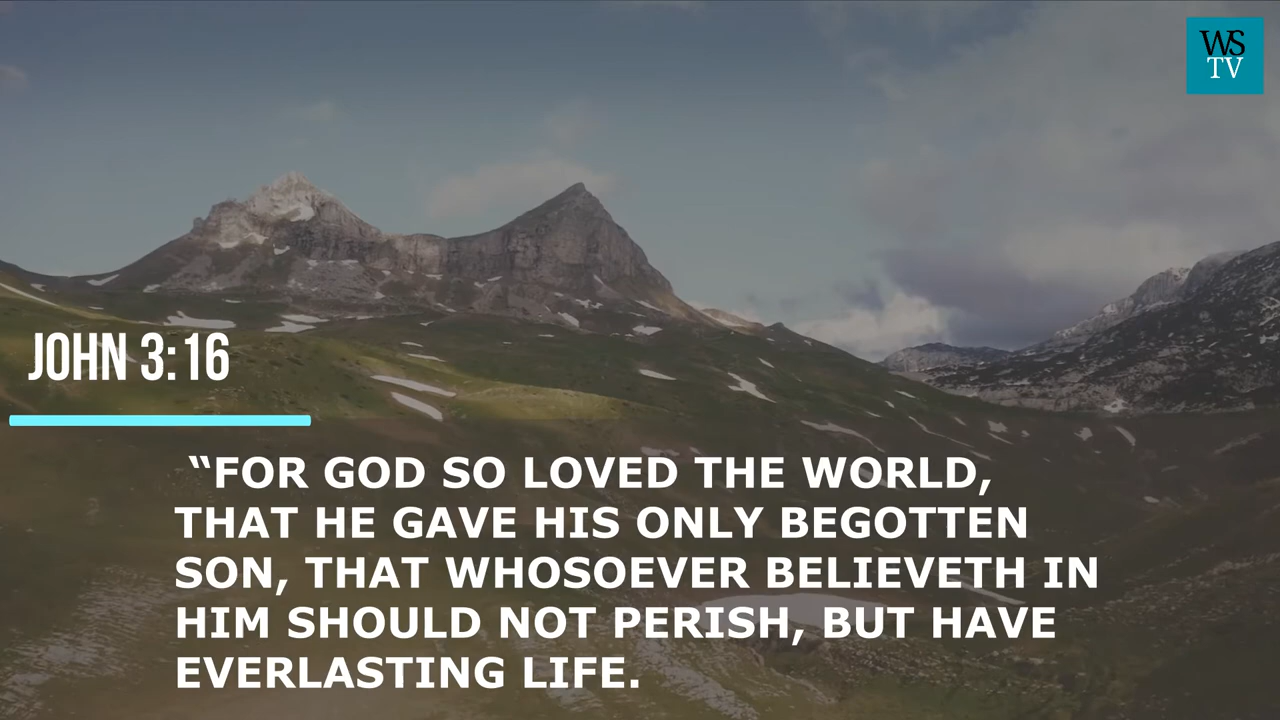 WS
TV
JOHN 3:16
“FOR GOD SO LOVED THE WORLD,
THAT HE GAVE HIS ONLY BEGOTTEN
SON, THAT WHOSOEVER BELIEVETH IN
HIM SHOULD NOT PERISH, BUT HAVE
EVERLASTING LIFE.